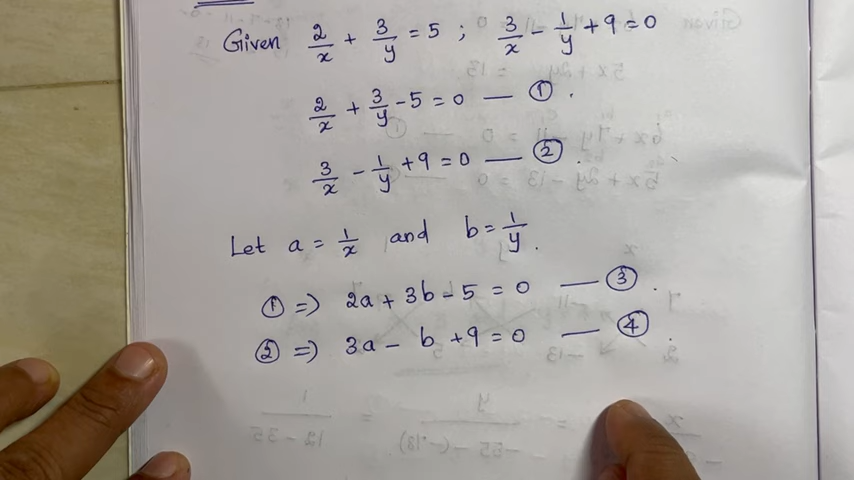 Given 2/x + 3/y = 5 ; 3/x - 1/y + 9 = 0
2/x + 3/y - 5 = 0 — ① .
3/x - 1/y + 9 = 0 — ② .
Let a = 1/x and b = 1/y .
① => 2a + 3b - 5 = 0 — ③ .
② => 3a - b + 9 = 0 — ④ .